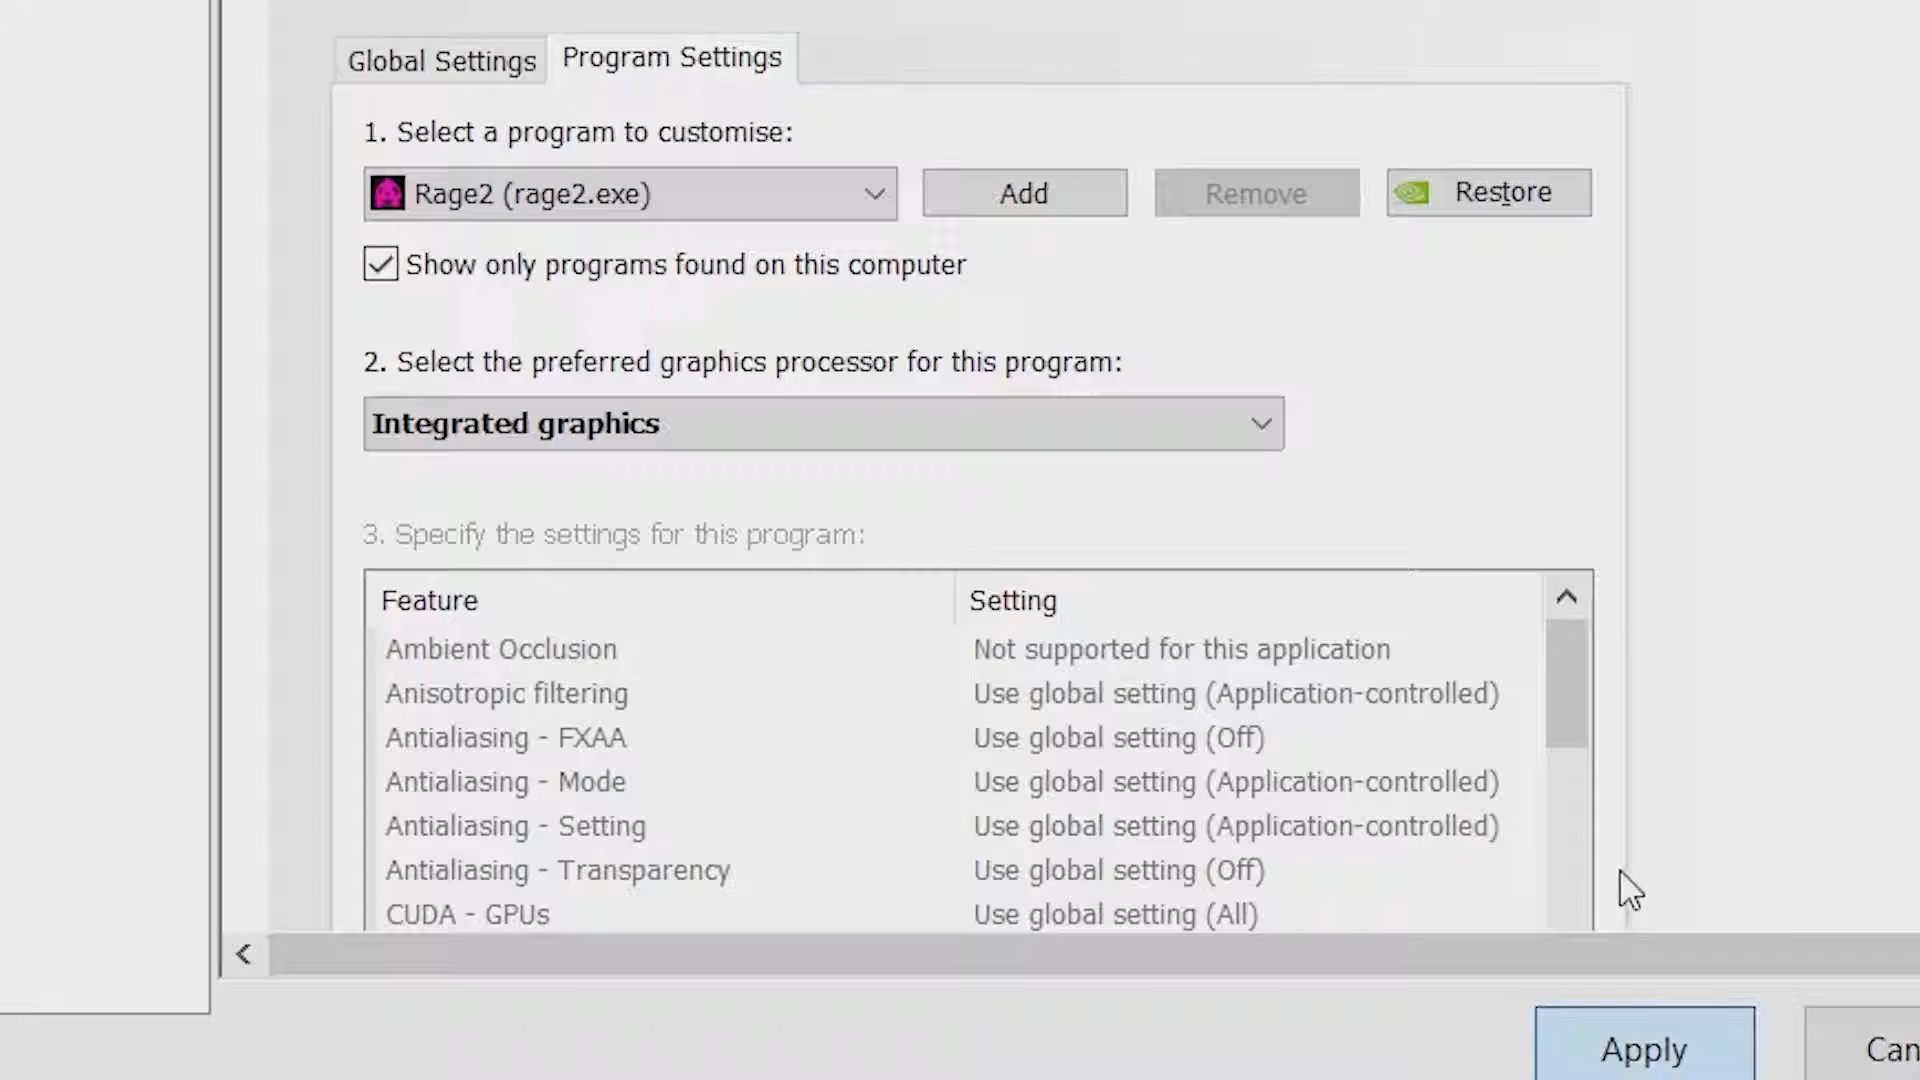 Global Settings
Program Settings
1. Select a program to customise:
Rage2 (rage2.exe)
Add
Remove
Restore
Show only programs found on this computer
2. Select the preferred graphics processor for this program:
Integrated graphics
3. Specify the settings for this program:
Feature Setting
Ambient Occlusion Not supported for this application
Anisotropic filtering Use global setting (Application-controlled)
Antialiasing - FXAA Use global setting (Off)
Antialiasing - Mode Use global setting (Application-controlled)
Antialiasing - Setting Use global setting (Application-controlled)
Antialiasing - Transparency Use global setting (Off)
CUDA - GPUs Use global setting (All)
Apply
Can